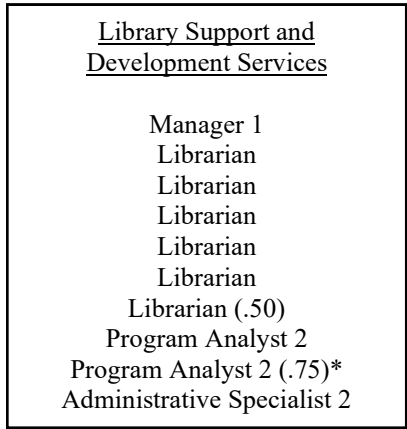 Library Support and
Development Services
Manager 1
Librarian
Librarian
Librarian
Librarian
Librarian
Librarian (.50)
Program Analyst 2
Program Analyst 2 (.75)*
Administrative Specialist 2